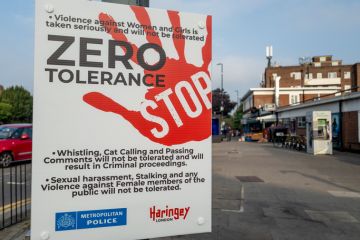 • Violence against Women and Girls is
taken seriously and will not be tolerated
ZERO
TOLERANCE
STOP
• Whistling, Cat Calling and Passing
Comments will not be tolerated and will
result in Criminal proceedings.
• Sexual harassment, Stalking and any
Violence against Female members of the
public will not be tolerated.
METROPOLITAN
POLICE
Haringey
LONDON